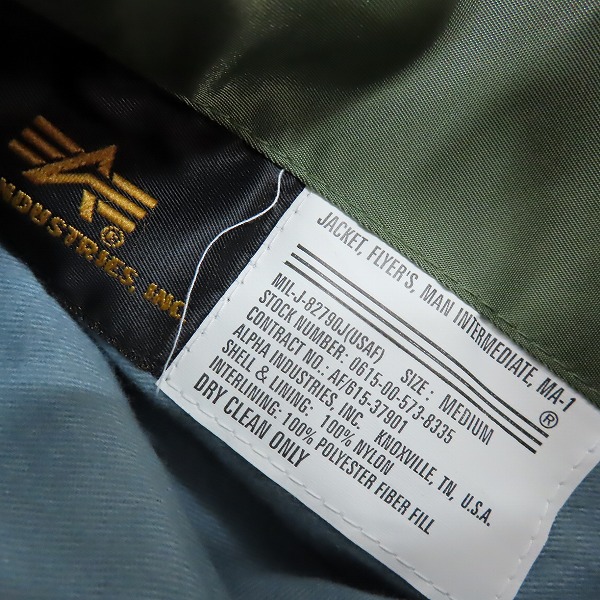 INDUSTRIES, INC
®
JACKET, FLYER'S, MAN INTERMEDIATE, MA-1
®
MIL-J-8279DJ(USAF) SIZE : MEDIUM
STOCK NUMBER: 0615-00-573-8335
CONTRACT NO.: AF/615-37901
ALPHA INDUSTRIES, INC. KNOXVILLE, TN, U.S.A.
SHELL & LINING: 100% NYLON
INTERLINING: 100% POLYESTER FIBER FILL
DRY CLEAN ONLY